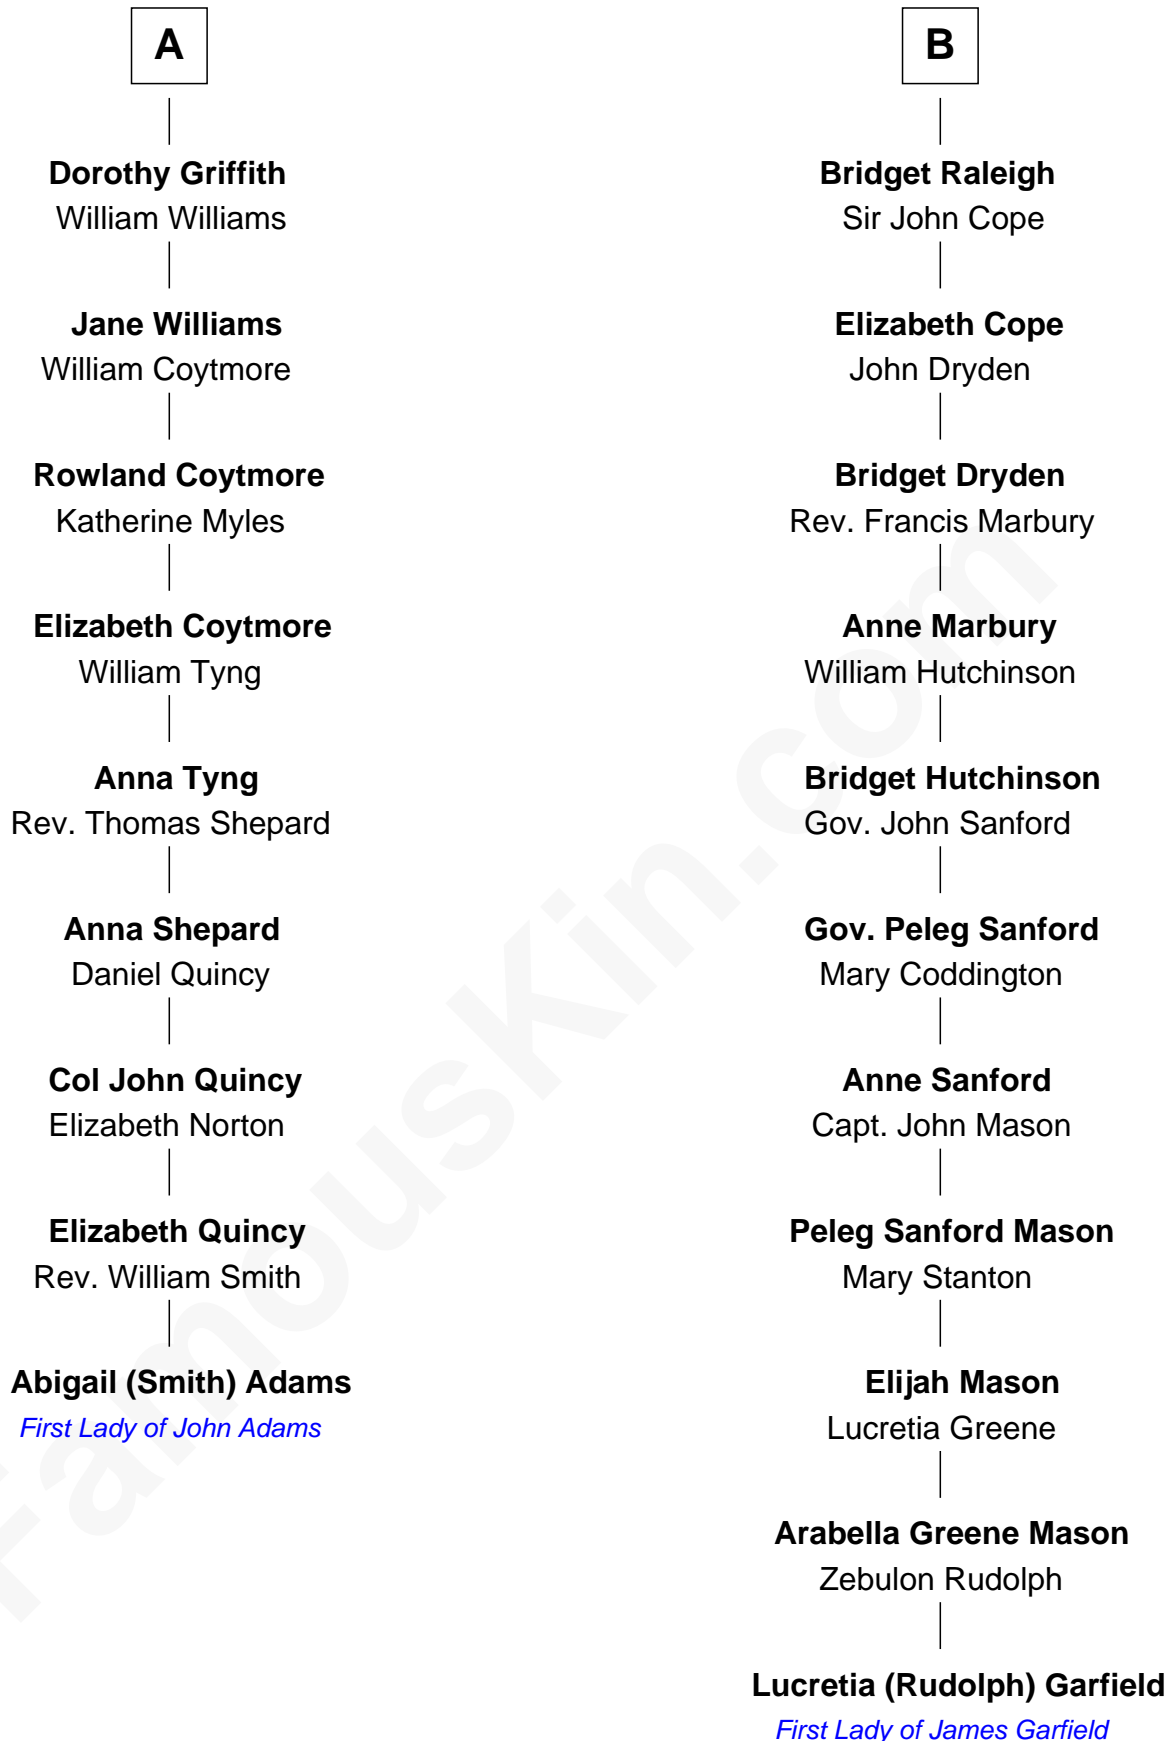 A
Dorothy Griffith
William Williams
Jane Williams
William Coytmore
Rowland Coytmore
Katherine Myles
Elizabeth Coytmore
William Tyng
Anna Tyng
Rev. Thomas Shepard
Anna Shepard
Daniel Quincy
Col John Quincy
Elizabeth Norton
Elizabeth Quincy
Rev. William Smith
Abigail (Smith) Adams
First Lady of John Adams
B
Bridget Raleigh
Sir John Cope
Elizabeth Cope
John Dryden
Bridget Dryden
Rev. Francis Marbury
Anne Marbury
William Hutchinson
Bridget Hutchinson
Gov. John Sanford
Gov. Peleg Sanford
Mary Coddington
Anne Sanford
Capt. John Mason
Peleg Sanford Mason
Mary Stanton
Elijah Mason
Lucretia Greene
Arabella Greene Mason
Zebulon Rudolph
Lucretia (Rudolph) Garfield
First Lady of James Garfield
FamousKin.com